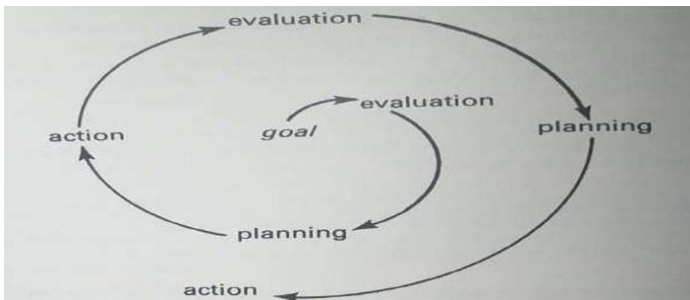 evaluation
evaluation
goal
action
planning
planning
action